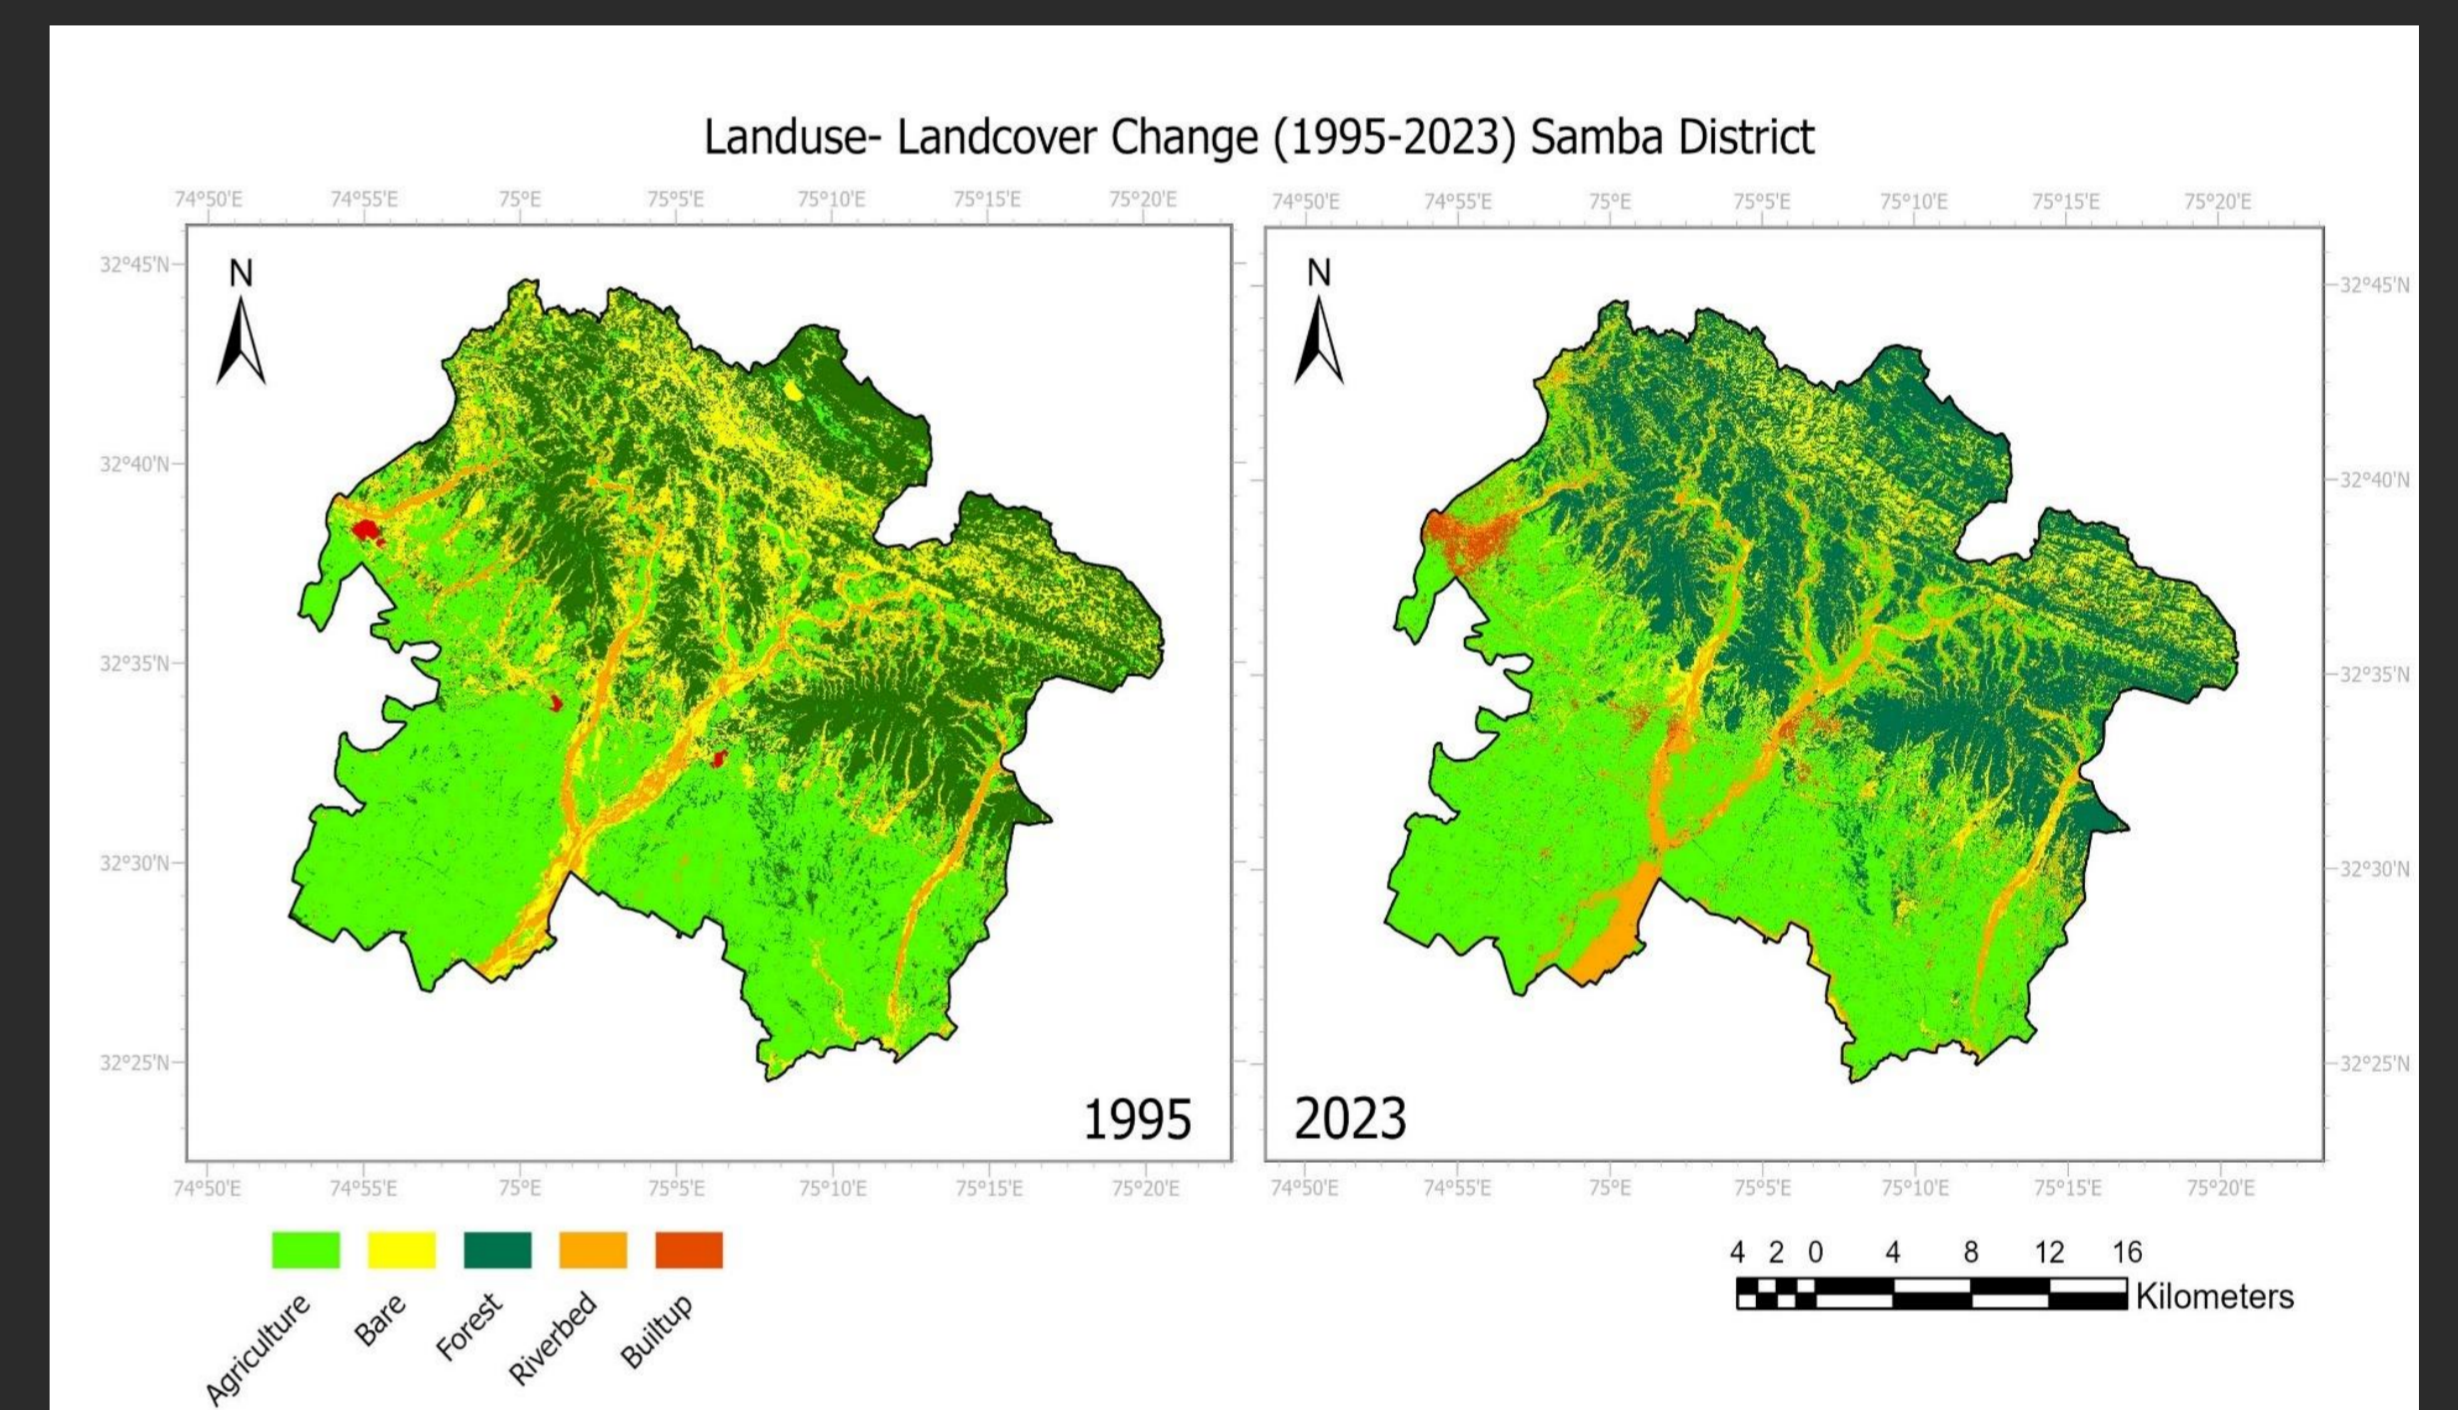 Landuse- Landcover Change (1995-2023) Samba District
74°50'E 74°55'E 75°E 75°5'E 75°10'E 75°15'E 75°20'E
74°50'E 74°55'E 75°E 75°5'E 75°10'E 75°15'E 75°20'E
32°45'N
32°40'N
32°35'N
32°30'N
32°25'N
N
1995
N
2023
32°45'N
32°40'N
32°35'N
32°30'N
32°25'N
74°50'E 74°55'E 75°E 75°5'E 75°10'E 75°15'E 75°20'E
74°50'E 74°55'E 75°E 75°5'E 75°10'E 75°15'E 75°20'E
Agriculture
Bare
Forest
Riverbed
Builtup
4 2 0 4 8 12 16
Kilometers